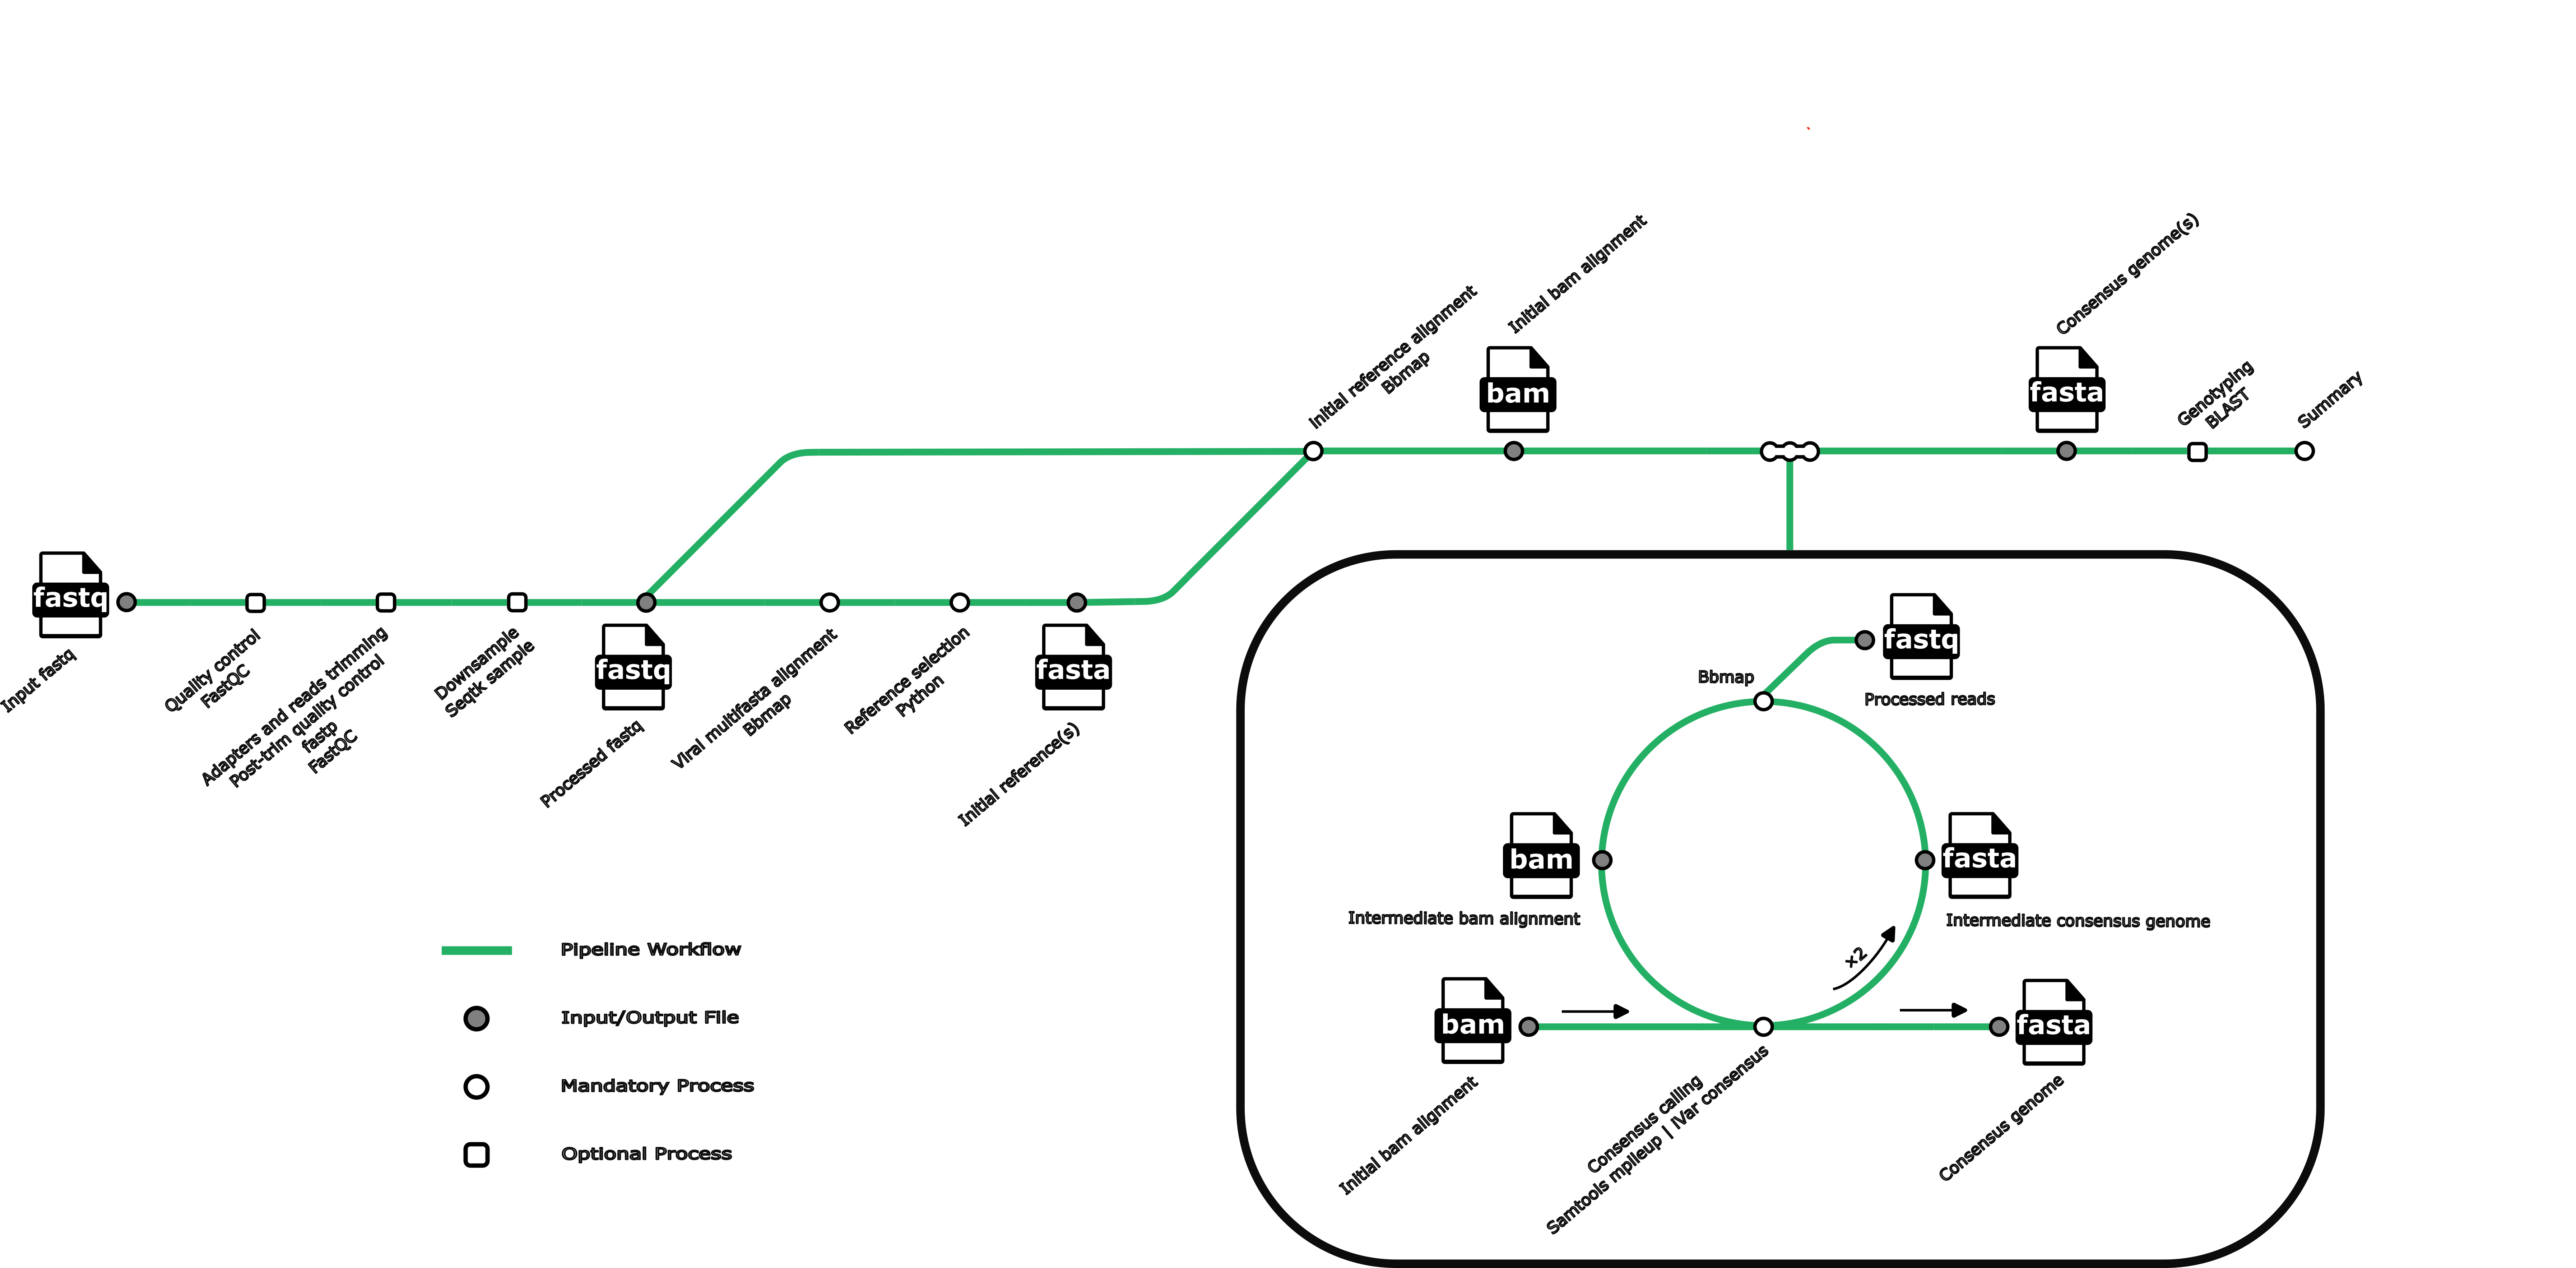 Initial reference alignment
Bbmap
bam
Initial bam alignment
fasta
Consensus genome(s)
Genotyping
BLAST
Summary
fastq
Input fastq
Quality control
FastQC
Adapters and reads trimming
Post-trim quality control
fastp
FastQC
Downsample
Seqtk sample
fastq
Processed fastq
Viral multifasta alignment
Bbmap
Reference selection
Python
fasta
Initial reference(s)
Bbmap
fastq
Processed reads
bam
Intermediate bam alignment
fasta
Intermediate consensus genome
x2
bam
Initial bam alignment
Consensus calling
Samtools mpileup | iVar consensus
fasta
Consensus genome
Pipeline Workflow
Input/Output File
Mandatory Process
Optional Process